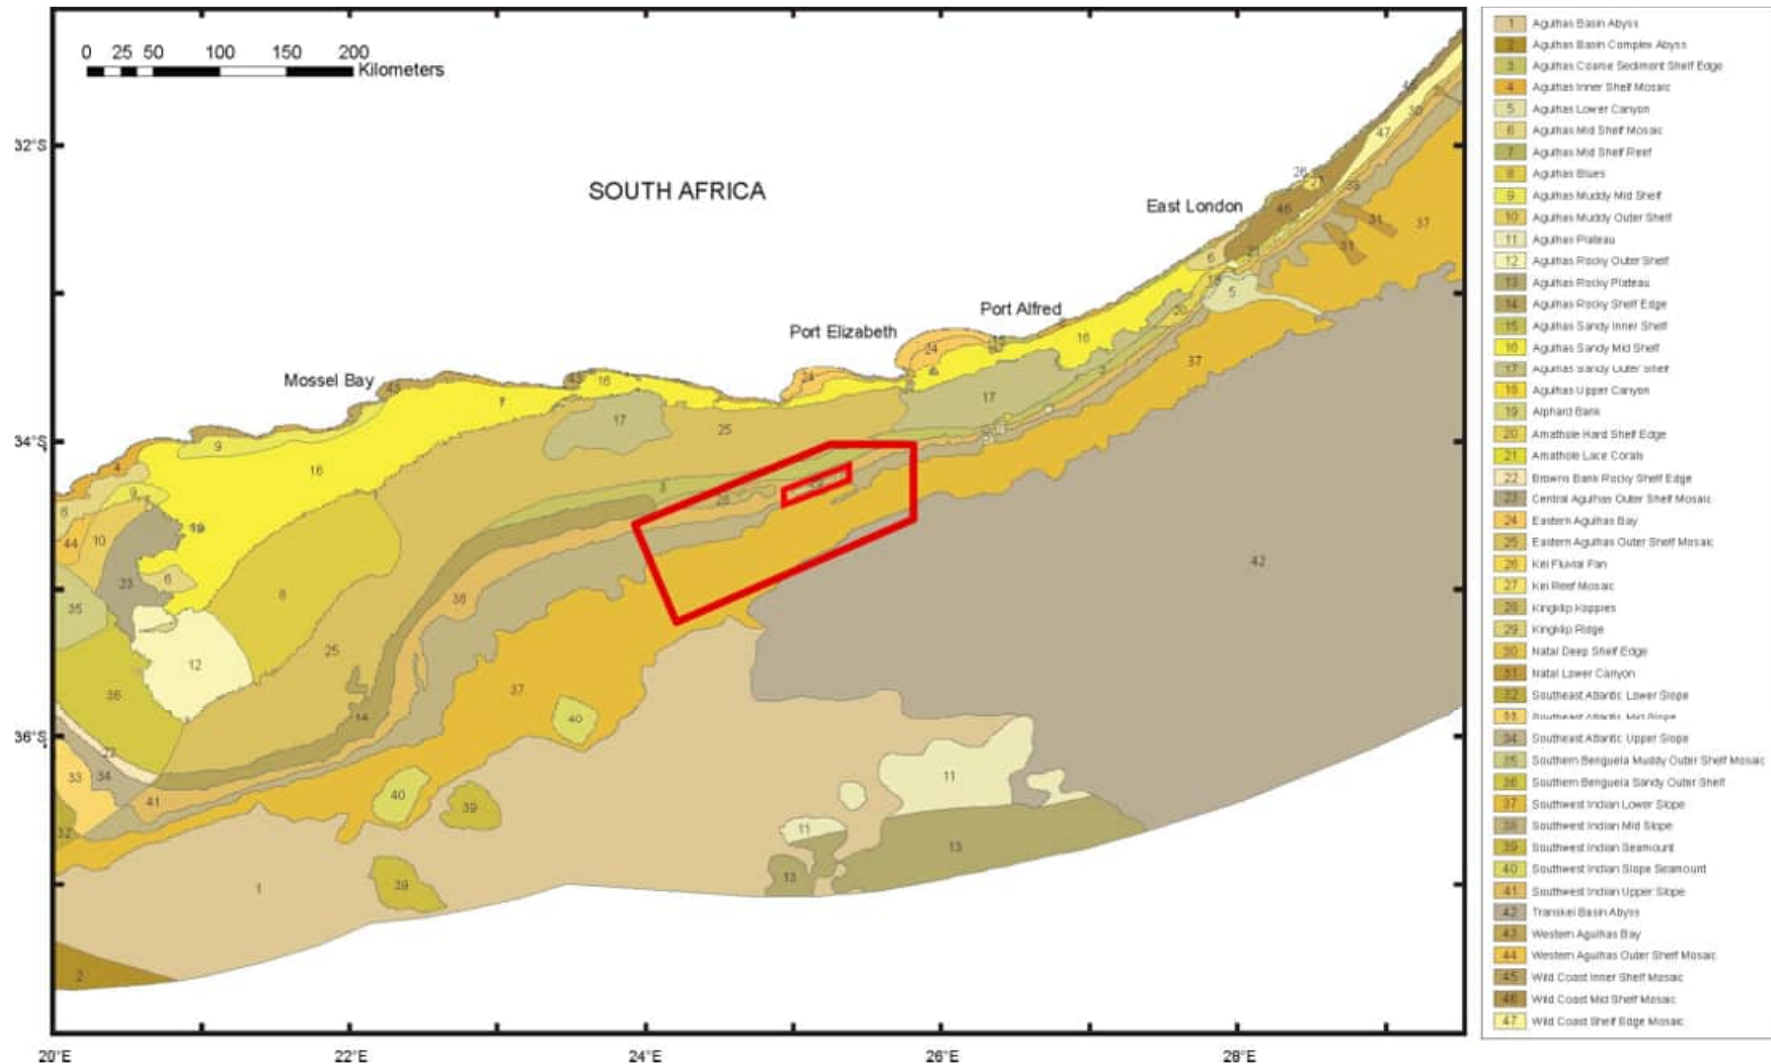 0 25 50 100 150 200
Kilometers
32°S
34°S
36°S
20°E
22°E
24°E
26°E
28°E
SOUTH AFRICA
East London
Port Alfred
Port Elizabeth
Mossel Bay
1 Agulhas Basin Abyss
2 Agulhas Basin Complex Abyss
3 Agulhas Coarse Sediment Shelf Edge
4 Agulhas Inner Shelf Mosaic
5 Agulhas Lower Canyon
6 Agulhas Mid Shelf Mosaic
7 Agulhas Mid Shelf Reef
8 Agulhas Blues
9 Agulhas Muddy Mid Shelf
10 Agulhas Muddy Outer Shelf
11 Agulhas Plateau
12 Agulhas Rocky Outer Shelf
13 Agulhas Rocky Plateau
14 Agulhas Rocky Shelf Edge
15 Agulhas Sandy Inner Shelf
16 Agulhas Sandy Mid Shelf
17 Agulhas Sandy Outer Shelf
18 Agulhas Upper Canyon
19 Alphard Bank
20 Amathole Hard Shelf Edge
21 Amathole Lace Corals
22 Browns Bank Rocky Shelf Edge
23 Central Agulhas Outer Shelf Mosaic
24 Eastern Agulhas Bay
25 Eastern Agulhas Outer Shelf Mosaic
26 Kei Fluvial Fan
27 Kei Reef Mosaic
28 Kingklip Koppies
29 Kingklip Ridge
30 Natal Deep Shelf Edge
31 Natal Lower Canyon
32 Southeast Atlantic Lower Slope
33 Southeast Atlantic Mid Slope
34 Southeast Atlantic Upper Slope
35 Southern Benguela Muddy Outer Shelf Mosaic
36 Southern Benguela Sandy Outer Shelf
37 Southwest Indian Lower Slope
38 Southwest Indian Mid Slope
39 Southwest Indian Seamount
40 Southwest Indian Slope Seamount
41 Southwest Indian Upper Slope
42 Transkei Basin Abyss
43 Western Agulhas Bay
44 Western Agulhas Outer Shelf Mosaic
45 Wild Coast Inner Shelf Mosaic
46 Wild Coast Mid Shelf Mosaic
47 Wild Coast Shelf Edge Mosaic